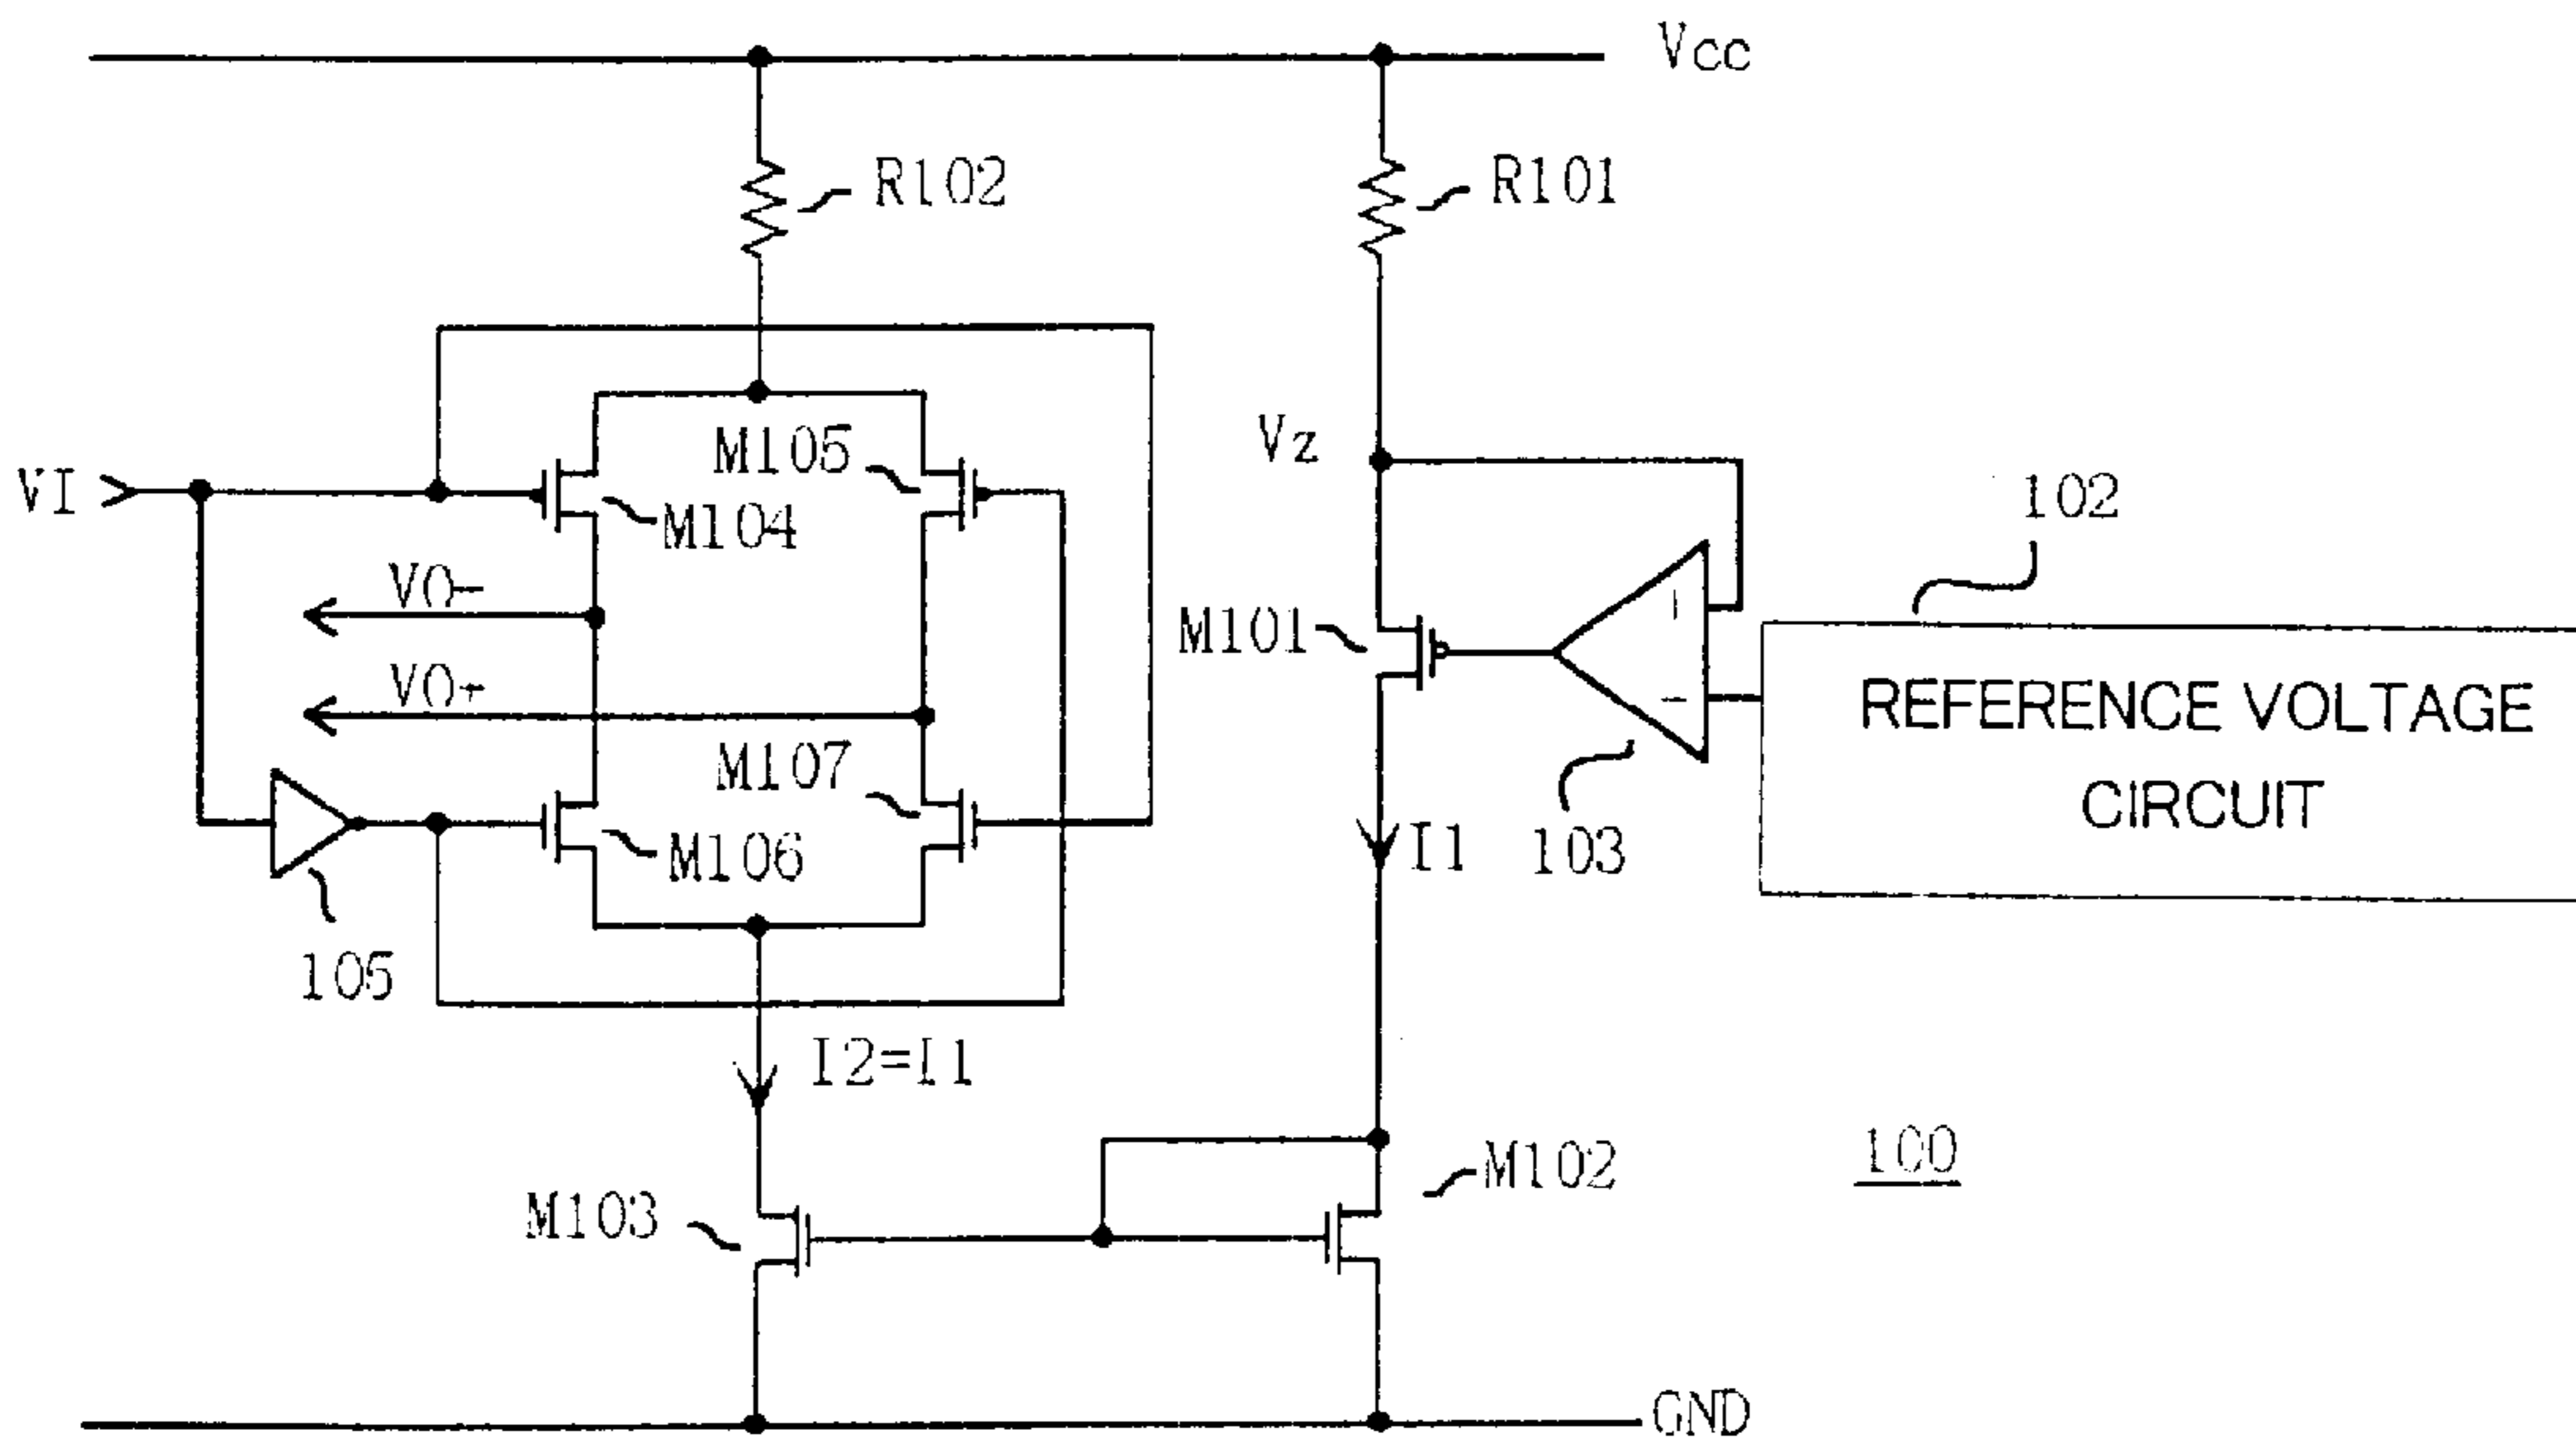 Vcc
R102
R101
Vz
M105
VI
M104
102
VO-
M101
VO+
REFERENCE VOLTAGE
CIRCUIT
M107
M106
I1
103
105
I2=I1
100
M102
M103
GND